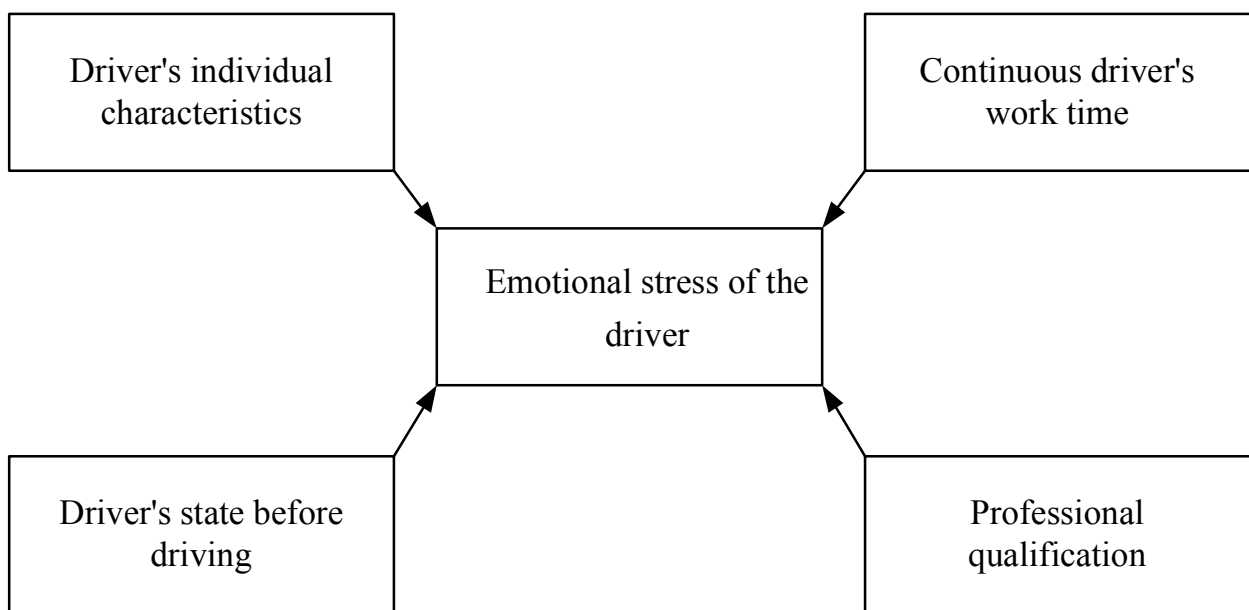 Driver's individual
characteristics
Continuous driver's
work time
Emotional stress of the
driver
Driver's state before
driving
Professional
qualification